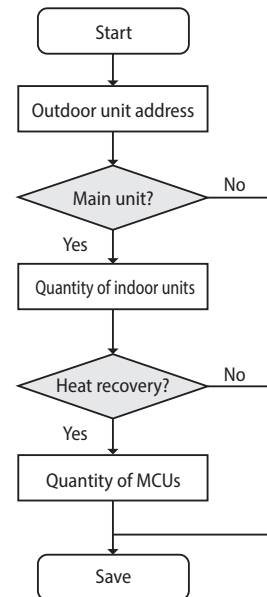 Start
Outdoor unit address
Main unit?
No
Yes
Quantity of indoor units
Heat recovery?
No
Yes
Quantity of MCUs
Save